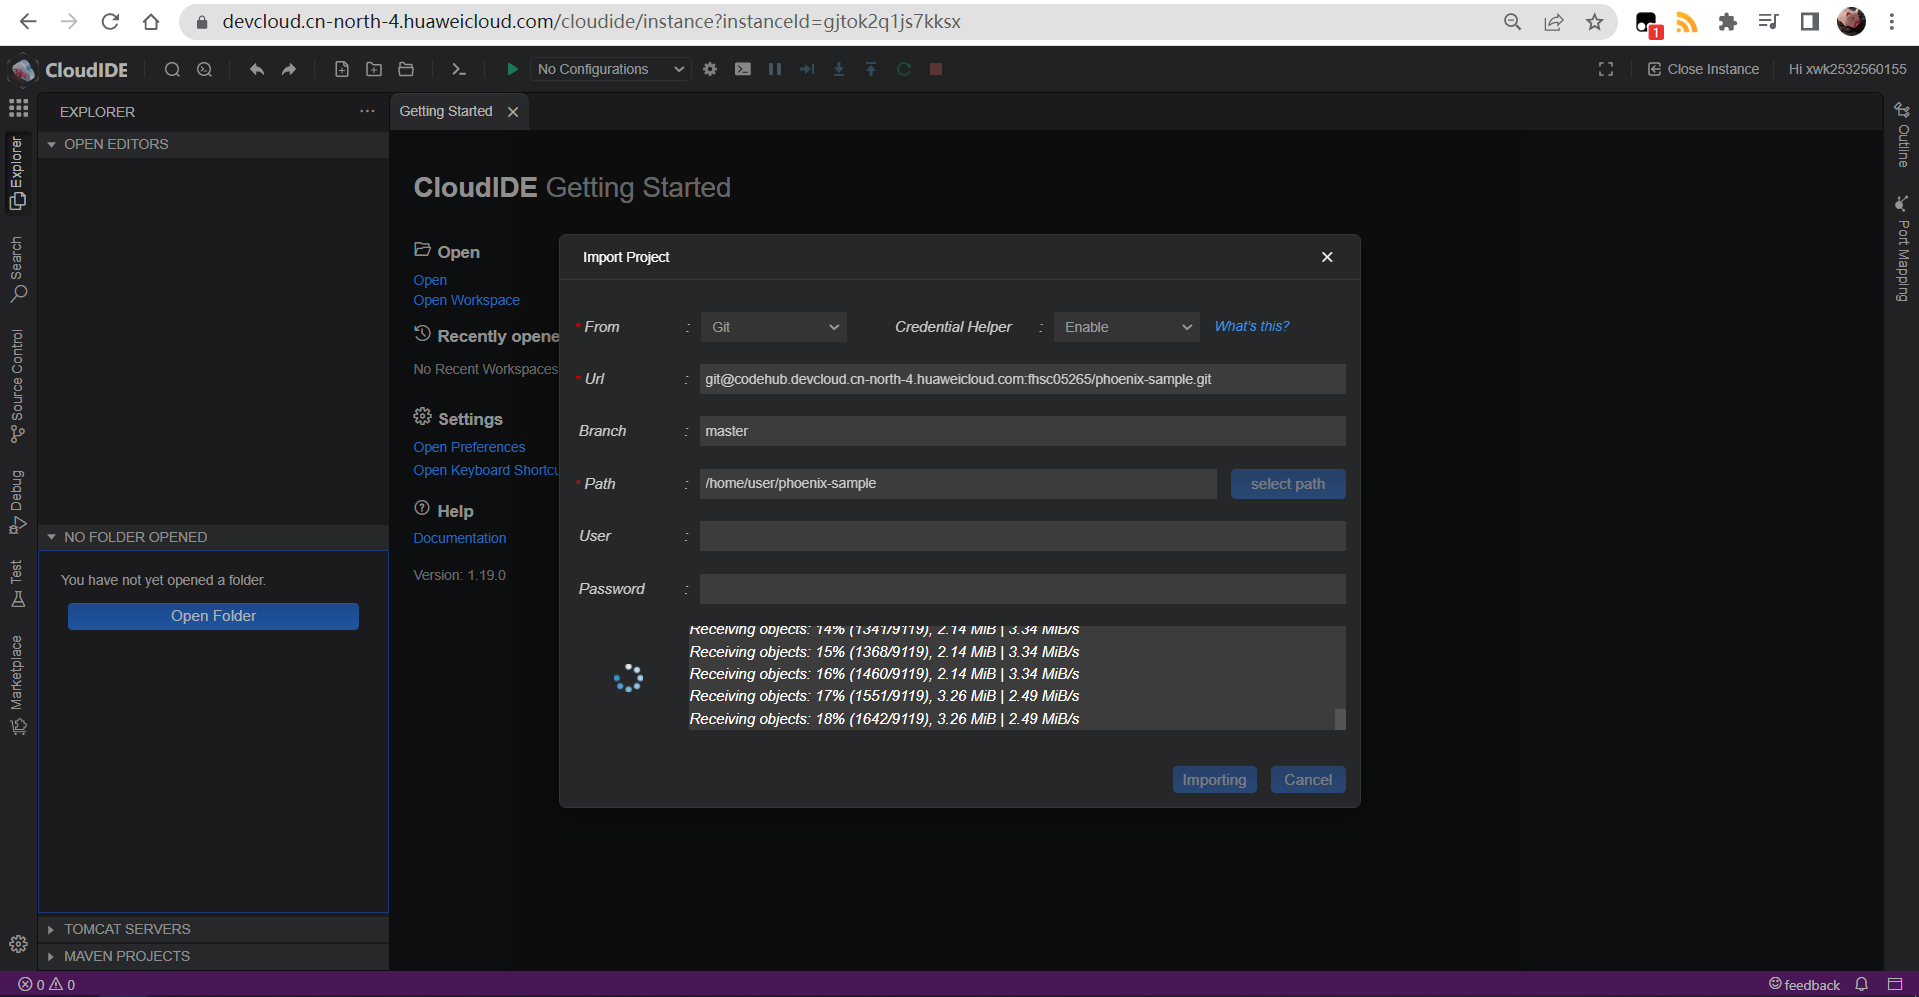 devcloud.cn-north-4.huaweicloud.com/cloudide/instance?instanceId=gjtok2q1js7kksx
1
CloudIDE
No Configurations
Close Instance
Hi xwk2532560155
EXPLORER
Getting Started
OPEN EDITORS
Explorer
Search
Source Control
Debug
Test
Marketplace
CloudIDE Getting Started
Open
Open
Open Workspace
Recently opene
No Recent Workspaces
Settings
Open Preferences
Open Keyboard Shortcu
Help
Documentation
Version: 1.19.0
NO FOLDER OPENED
You have not yet opened a folder.
Open Folder
TOMCAT SERVERS
MAVEN PROJECTS
Import Project
* From : Git Credential Helper : Enable What's this?
* Url : git@codehub.devcloud.cn-north-4.huaweicloud.com:fhsc05265/phoenix-sample.git
Branch : master
* Path : /home/user/phoenix-sample select path
User :
Password :
Receiving objects: 14% (1341/9119), 2.14 MiB | 3.34 MiB/s
Receiving objects: 15% (1368/9119), 2.14 MiB | 3.34 MiB/s
Receiving objects: 16% (1460/9119), 2.14 MiB | 3.34 MiB/s
Receiving objects: 17% (1551/9119), 3.26 MiB | 2.49 MiB/s
Receiving objects: 18% (1642/9119), 3.26 MiB | 2.49 MiB/s
Importing Cancel
Outline
Port Mapping
0 0
feedback